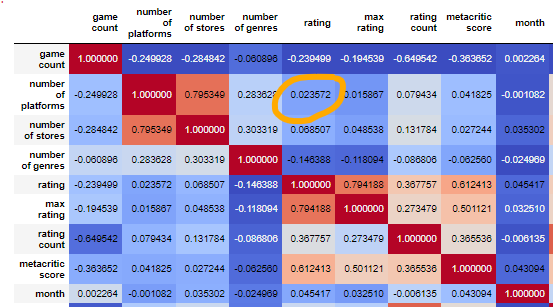 game count number of platforms number of stores number of genres rating max rating rating count metacritic score month
game count 1.000000 -0.249928 -0.284842 -0.060896 -0.239499 -0.194539 -0.649542 -0.363652 0.002264
number of platforms -0.249928 1.000000 0.795349 0.283628 0.023572 0.015867 0.079434 0.041825 -0.001082
number of stores -0.284842 0.795349 1.000000 0.303319 0.068507 0.048538 0.131784 0.027244 0.035302
number of genres -0.060896 0.283628 0.303319 1.000000 -0.146388 -0.118094 -0.086806 -0.062560 -0.024969
rating -0.239499 0.023572 0.068507 -0.146388 1.000000 0.794188 0.367757 0.612413 0.045417
max rating -0.194539 0.015867 0.048538 -0.118094 0.794188 1.000000 0.273479 0.501121 0.032510
rating count -0.649542 0.079434 0.131784 -0.086806 0.367757 0.273479 1.000000 0.365536 -0.006135
metacritic score -0.363652 0.041825 0.027244 -0.062560 0.612413 0.501121 0.365536 1.000000 0.043094
month 0.002264 -0.001082 0.035302 -0.024969 0.045417 0.032510 -0.006135 0.043094 1.000000